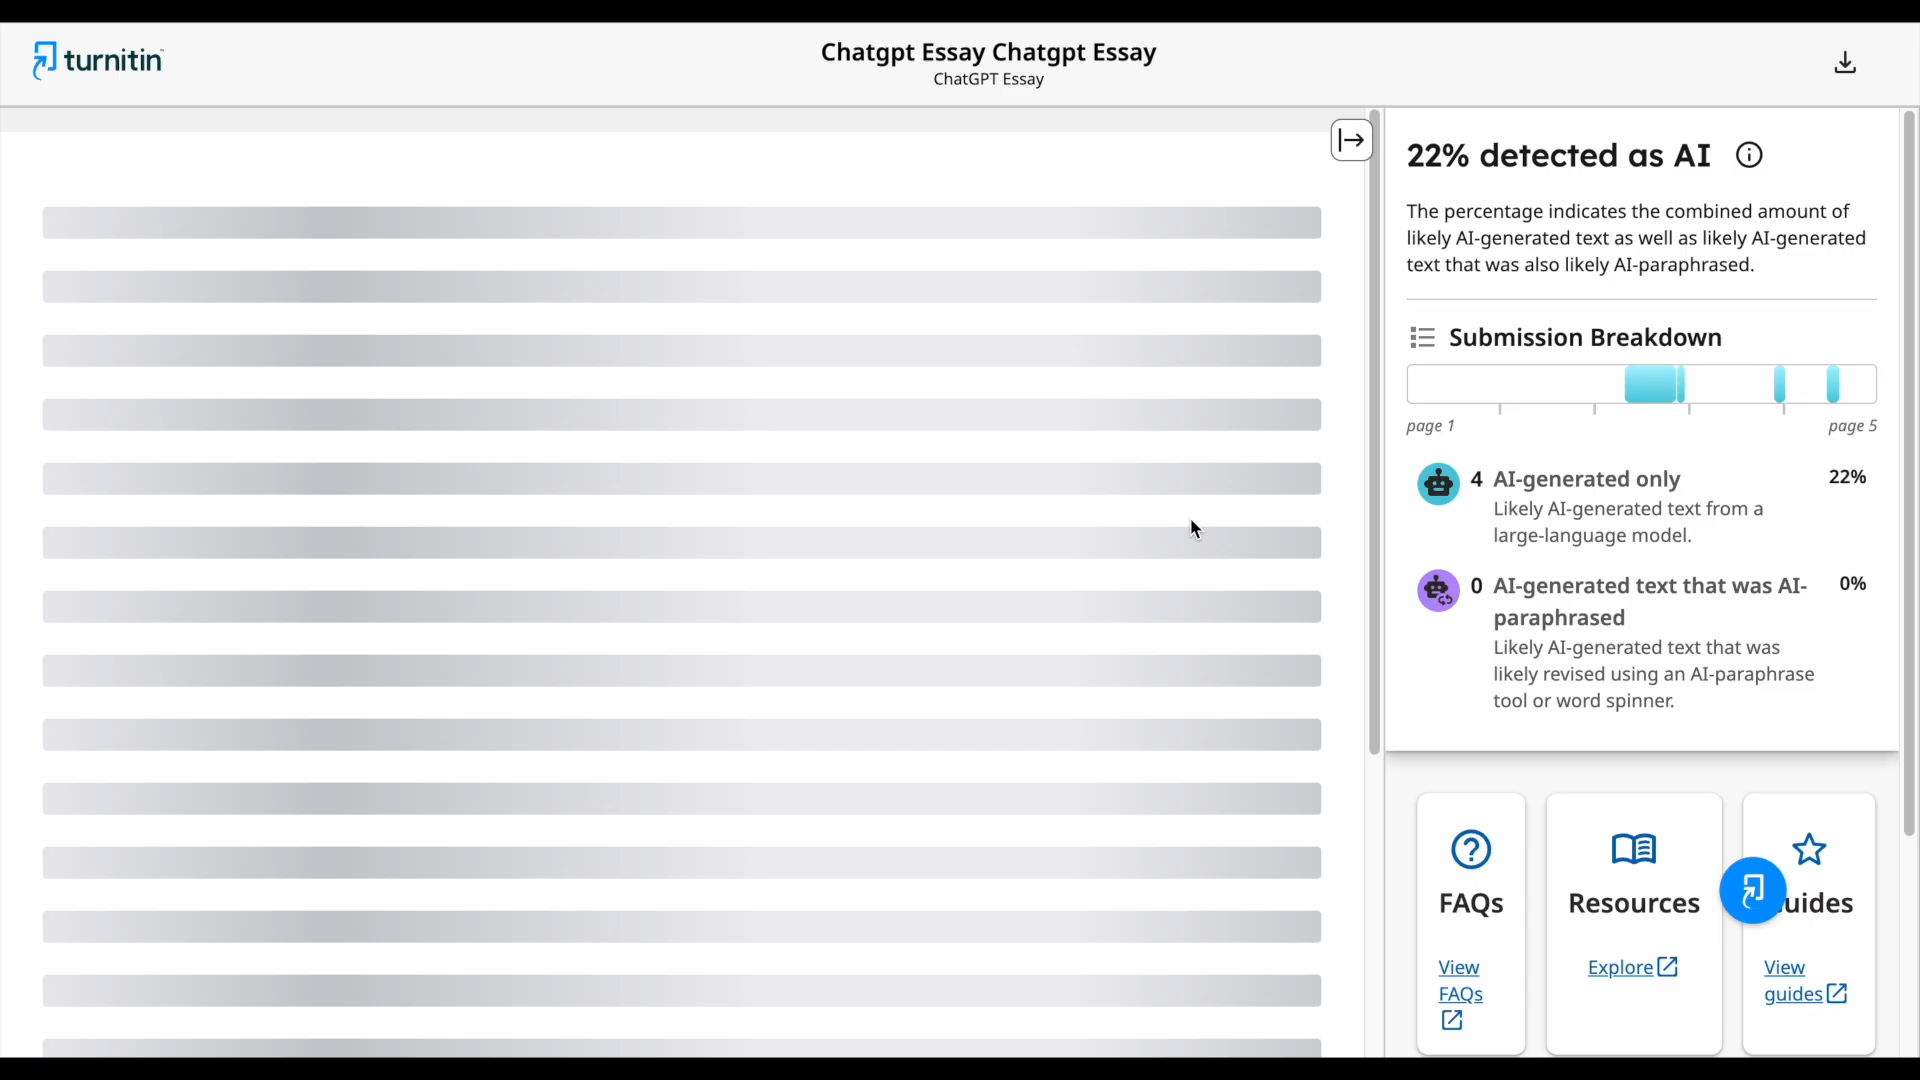 turnitin
Chatgpt Essay Chatgpt Essay
ChatGPT Essay
22% detected as AI
The percentage indicates the combined amount of
likely AI-generated text as well as likely AI-generated
text that was also likely AI-paraphrased.
Submission Breakdown
page 1
page 5
4 AI-generated only 22%
Likely AI-generated text from a
large-language model.
0 AI-generated text that was AI- 0%
paraphrased
Likely AI-generated text that was
likely revised using an AI-paraphrase
tool or word spinner.
FAQs
View
FAQs
Resources
Explore
uides
View
guides